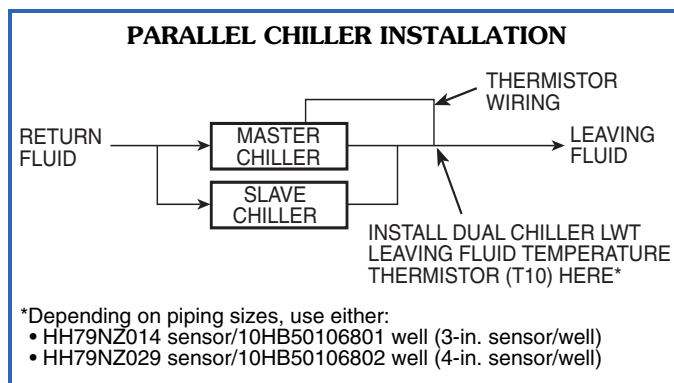 PARALLEL CHILLER INSTALLATION
THERMISTOR
WIRING
RETURN
FLUID
MASTER
CHILLER
LEAVING
FLUID
SLAVE
CHILLER
INSTALL DUAL CHILLER LWT
LEAVING FLUID TEMPERATURE
THERMISTOR (T10) HERE*
*Depending on piping sizes, use either:
• HH79NZ014 sensor/10HB50106801 well (3-in. sensor/well)
• HH79NZ029 sensor/10HB50106802 well (4-in. sensor/well)